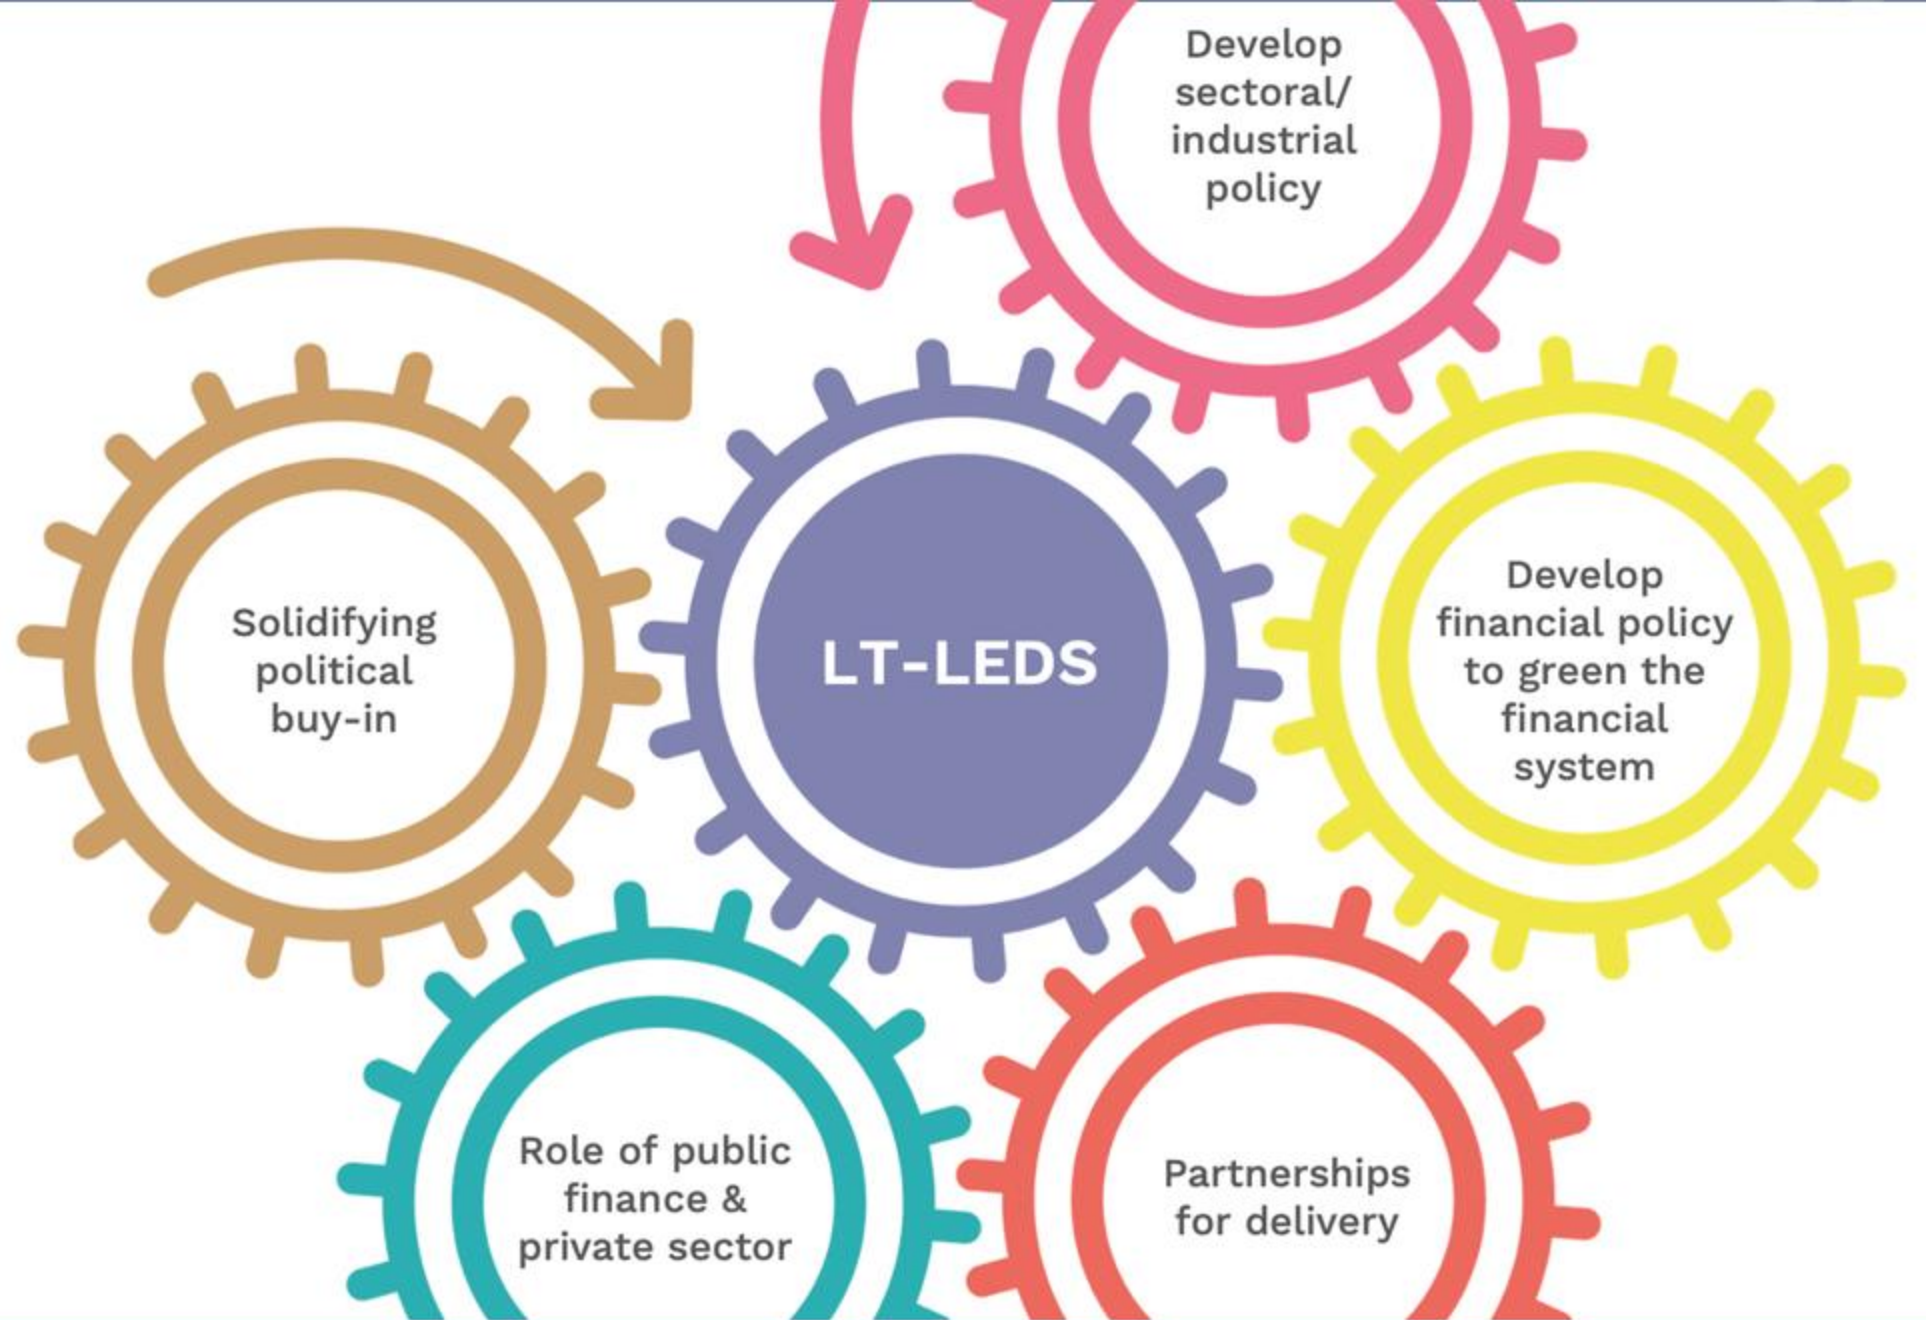 Develop
sectoral/
industrial
policy
Solidifying
political
buy-in
LT-LEDS
Develop
financial policy
to green the
financial
system
Role of public
finance &
private sector
Partnerships
for delivery